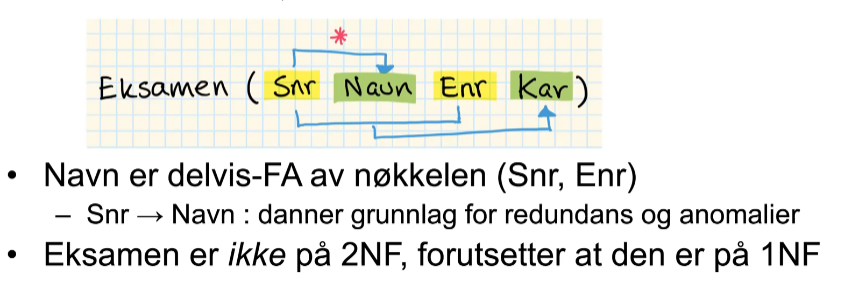 *
Eksamen ( Snr Navn Enr Kar )
• Navn er delvis-FA av nøkkelen (Snr, Enr)
– Snr → Navn : danner grunnlag for redundans og anomalier
• Eksamen er ikke på 2NF, forutsetter at den er på 1NF